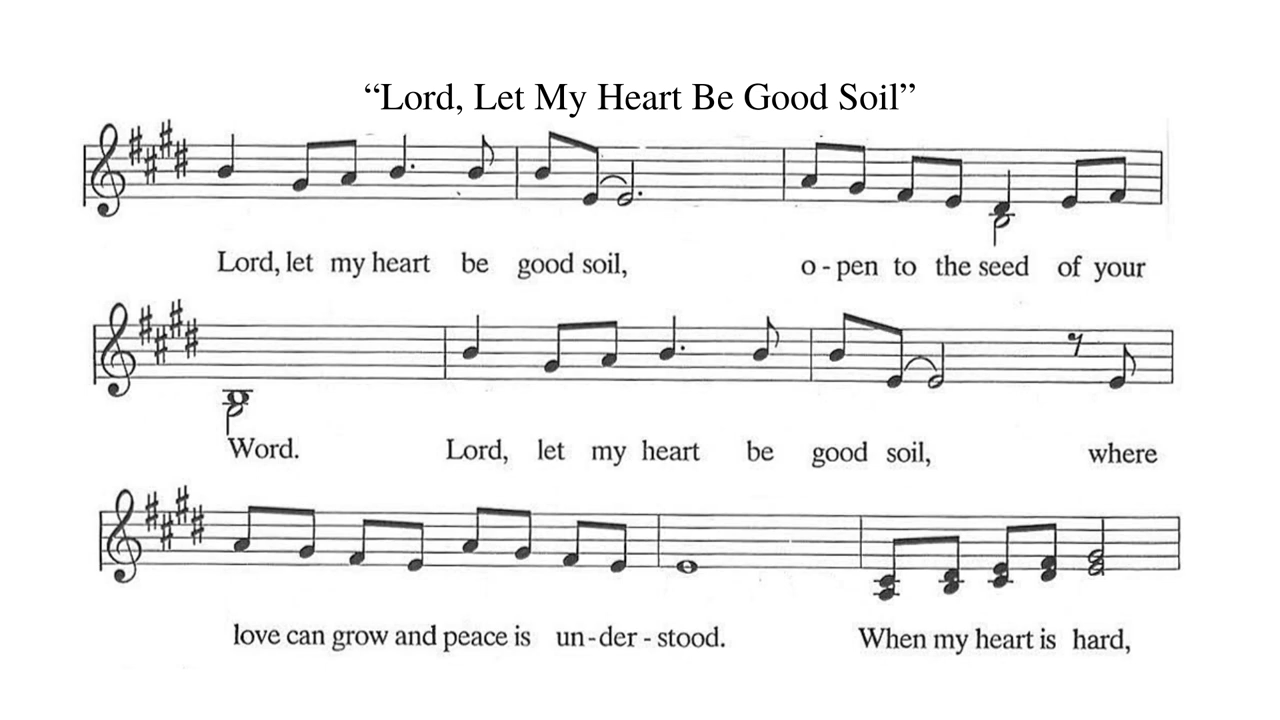 “Lord, Let My Heart Be Good Soil”
Lord, let my heart be good soil, o - pen to the seed of your
Word. Lord, let my heart be good soil, where
love can grow and peace is un - der - stood. When my heart is hard,